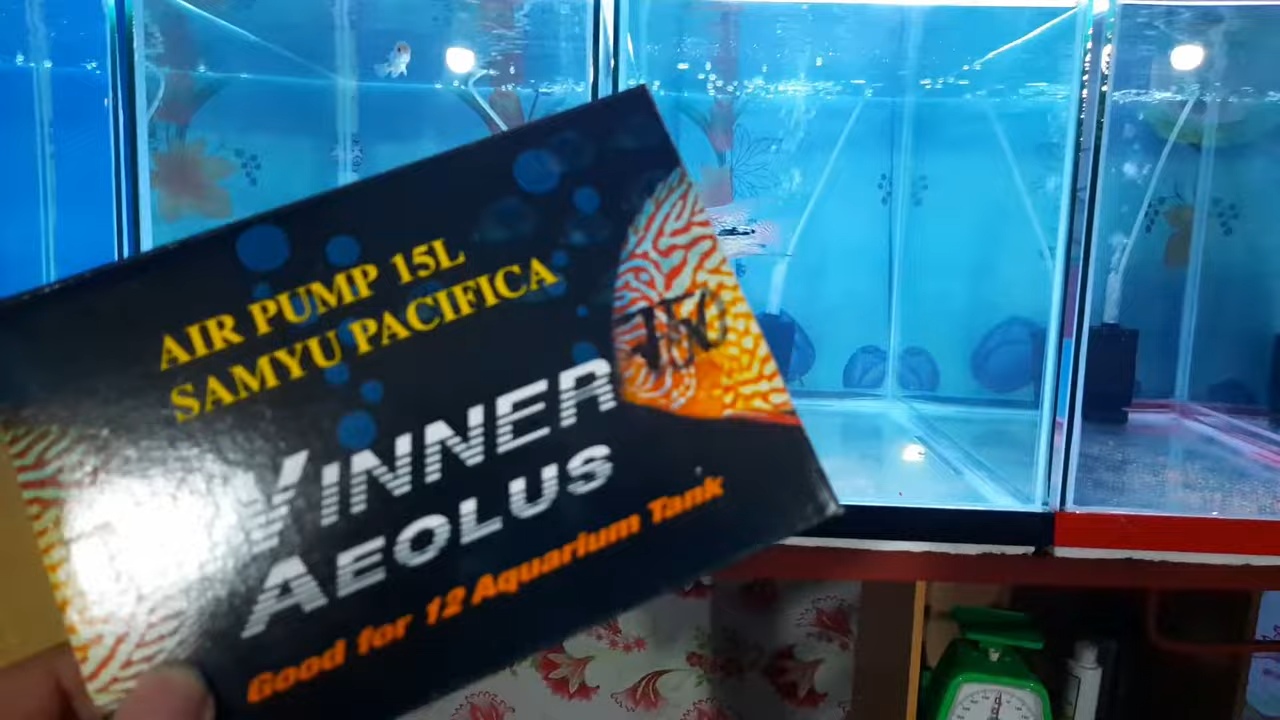 AIR PUMP 15L
SAMYU PACIFICA
VINNER
AEOLUS
Good for 12 Aquarium Tank